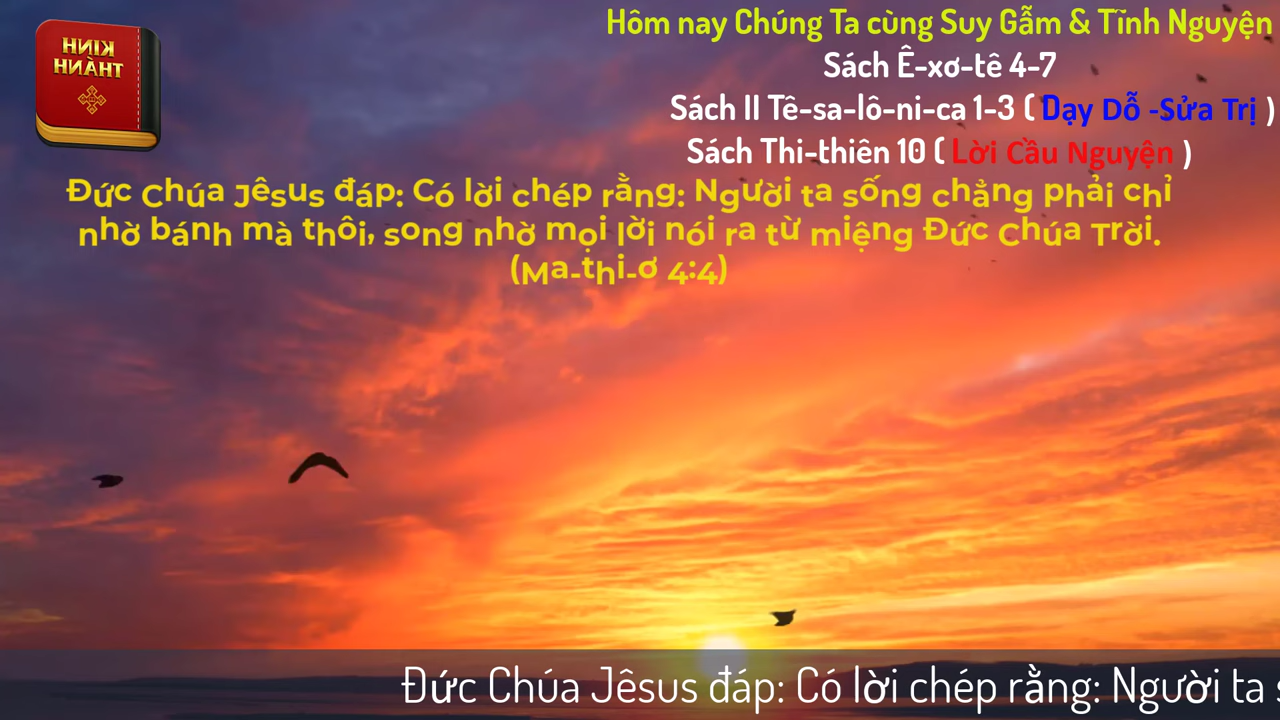 KINH
THÀNH
Hôm nay Chúng Ta cùng Suy Gẫm & Tĩnh Nguyện
Sách Ê-xơ-tê 4-7
Sách II Tê-sa-lô-ni-ca 1-3 ( Dạy Dỗ -Sửa Trị )
Sách Thi-thiên 10 ( Lời Cầu Nguyện )
Đức Chúa Jêsus đáp: Có lời chép rằng: Người ta sống chẳng phải chỉ
nhờ bánh mà thôi, song nhờ mọi lời nói ra từ miệng Đức Chúa Trời.
(Ma-thi-ơ 4:4)
Đức Chúa Jêsus đáp: Có lời chép rằng: Người ta